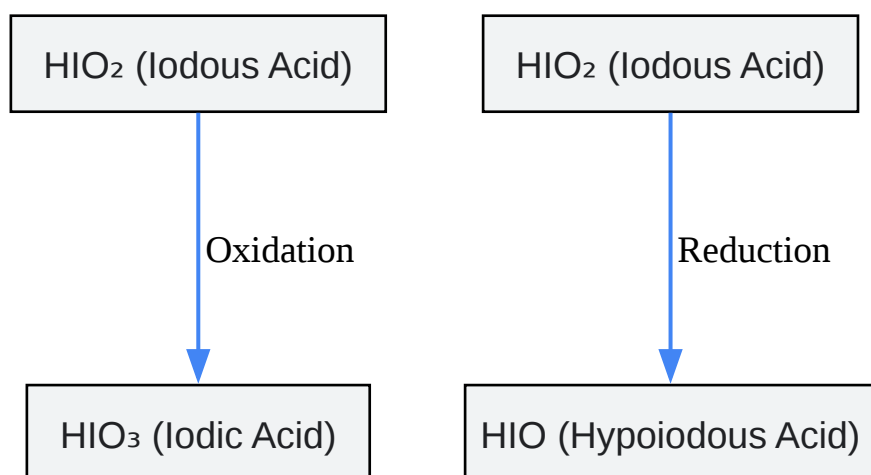 HIO₂ (Iodous Acid)
HIO₂ (Iodous Acid)
Oxidation
Reduction
HIO₃ (Iodic Acid)
HIO (Hypoiodous Acid)